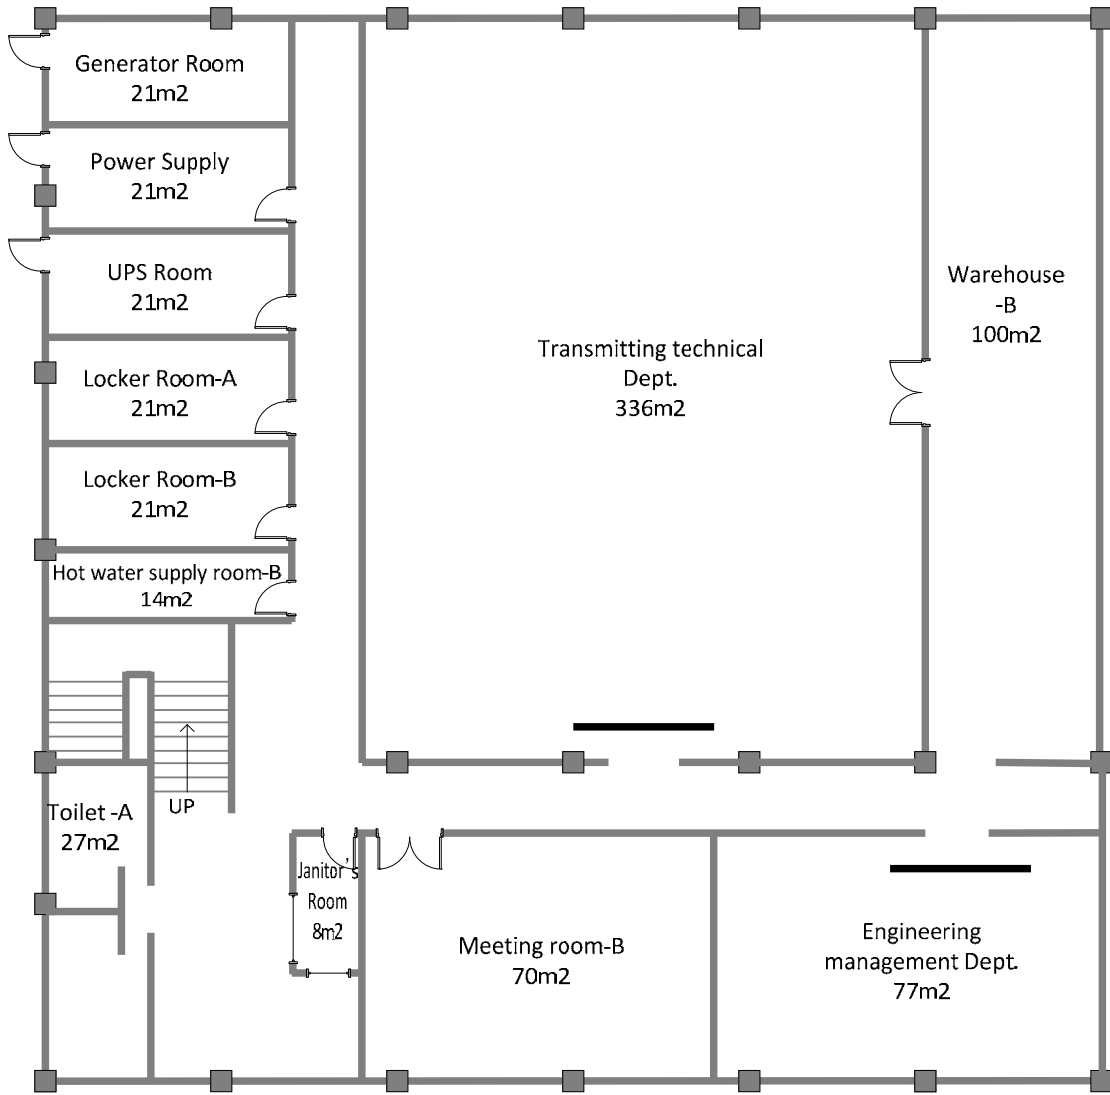 Generator Room
21m2
Power Supply
21m2
UPS Room
21m2
Locker Room-A
21m2
Locker Room-B
21m2
Hot water supply room-B
14m2
Transmitting technical
Dept.
336m2
Warehouse
-B
100m2
UP
Toilet -A
27m2
Janitor's
Room
8m2
Meeting room-B
70m2
Engineering
management Dept.
77m2